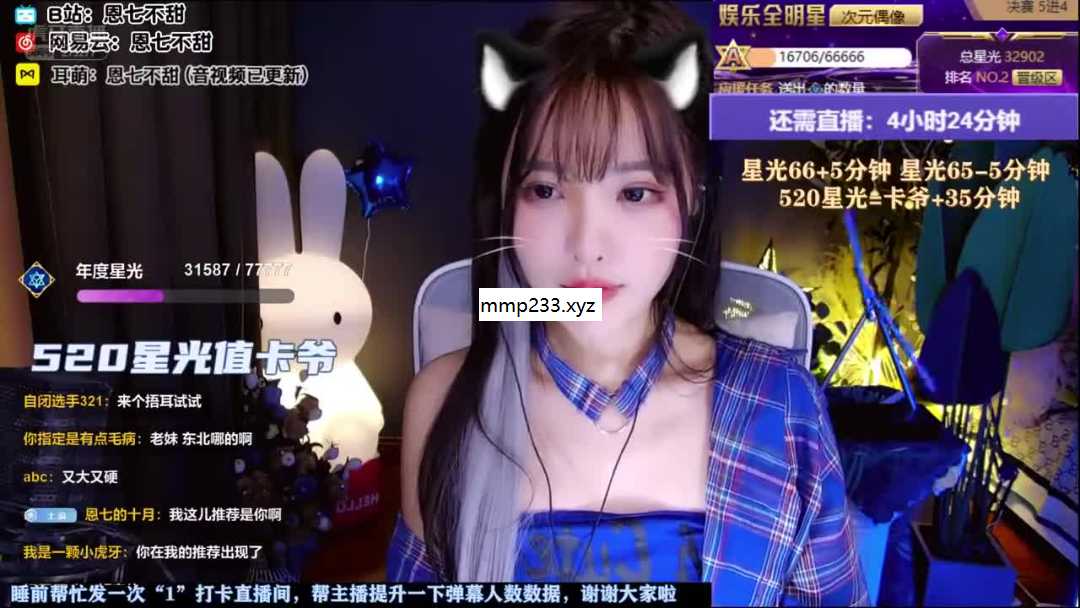 B站：恩七不甜
网易云：恩七不甜
耳萌：恩七不甜 (音视频已更新)
娱乐全明星 次元偶像
决赛 5进4
16706/66666
总星光 32902
排名 NO.2 晋级区
应援任务 送出 的数量
还需直播：4小时24分钟
星光66+5分钟 星光65-5分钟
520星光=卡爷+35分钟
年度星光 31587 / 77777
mmp233.xyz
520星光值卡爷
自闭选手321：来个捂耳试试
你指定是有点毛病：老妹 东北哪的啊
abc：又大又硬
恩七的十月：我这儿推荐是你啊
我是一颗小虎牙：你在我的推荐出现了
HELLO
睡前帮忙发一次“1”打卡直播间，帮主播提升一下弹幕人数数据，谢谢大家啦